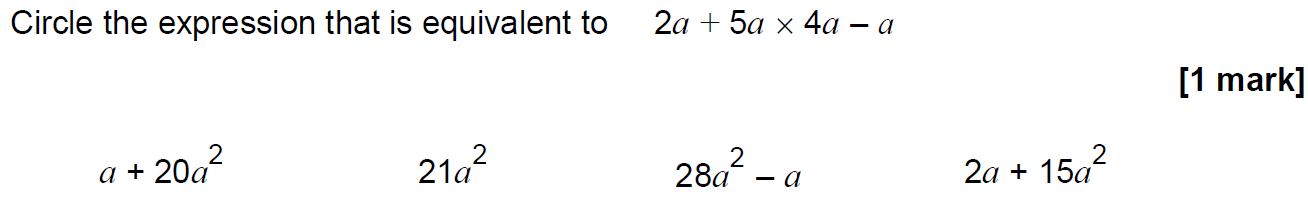 Circle the expression that is equivalent to 2a + 5a × 4a – a
[1 mark]
a + 20a² 21a² 28a² – a 2a + 15a²